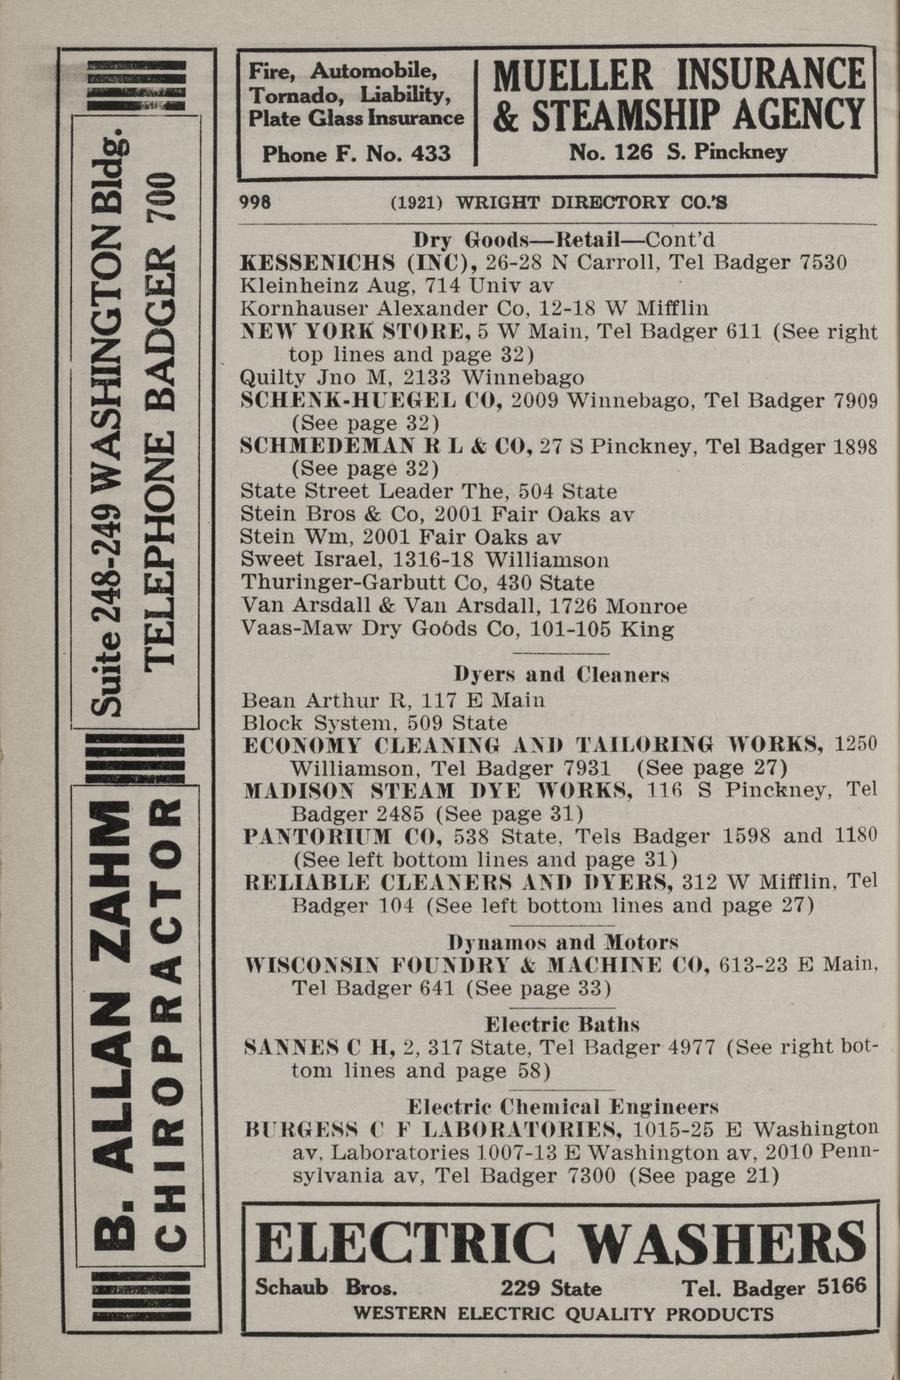 Fire, Automobile,
Tornado, Liability,
Plate Glass Insurance
Phone F. No. 433
MUELLER INSURANCE
& STEAMSHIP AGENCY
No. 126 S. Pinckney
998 (1921) WRIGHT DIRECTORY CO.'S
Dry Goods—Retail—Cont'd
KESSENICHS (INC), 26-28 N Carroll, Tel Badger 7530
Kleinheinz Aug, 714 Univ av
Kornhauser Alexander Co, 12-18 W Mifflin
NEW YORK STORE, 5 W Main, Tel Badger 611 (See right
top lines and page 32)
Quilty Jno M, 2133 Winnebago
SCHENK-HUEGEL CO, 2009 Winnebago, Tel Badger 7909
(See page 32)
SCHMEDEMAN R L & CO, 27 S Pinckney, Tel Badger 1898
(See page 32)
State Street Leader The, 504 State
Stein Bros & Co, 2001 Fair Oaks av
Stein Wm, 2001 Fair Oaks av
Sweet Israel, 1316-18 Williamson
Thuringer-Garbutt Co, 430 State
Van Arsdall & Van Arsdall, 1726 Monroe
Vaas-Maw Dry Goods Co, 101-105 King
Dyers and Cleaners
Bean Arthur R, 117 E Main
Block System, 509 State
ECONOMY CLEANING AND TAILORING WORKS, 1250
Williamson, Tel Badger 7931 (See page 27)
MADISON STEAM DYE WORKS, 116 S Pinckney, Tel
Badger 2485 (See page 31)
PANTORIUM CO, 538 State, Tels Badger 1598 and 1180
(See left bottom lines and page 31)
RELIABLE CLEANERS AND DYERS, 312 W Mifflin, Tel
Badger 104 (See left bottom lines and page 27)
Dynamos and Motors
WISCONSIN FOUNDRY & MACHINE CO, 613-23 E Main,
Tel Badger 641 (See page 33)
Electric Baths
SANNES C H, 2, 317 State, Tel Badger 4977 (See right bot-
tom lines and page 58)
Electric Chemical Engineers
BURGESS C F LABORATORIES, 1015-25 E Washington
av, Laboratories 1007-13 E Washington av, 2010 Penn-
sylvania av, Tel Badger 7300 (See page 21)
ELECTRIC WASHERS
Schaub Bros. 229 State Tel. Badger 5166
WESTERN ELECTRIC QUALITY PRODUCTS
B. ALLAN ZAHM
CHIROPRACTOR
Suite 248-249 WASHINGTON Bldg.
TELEPHONE BADGER 700